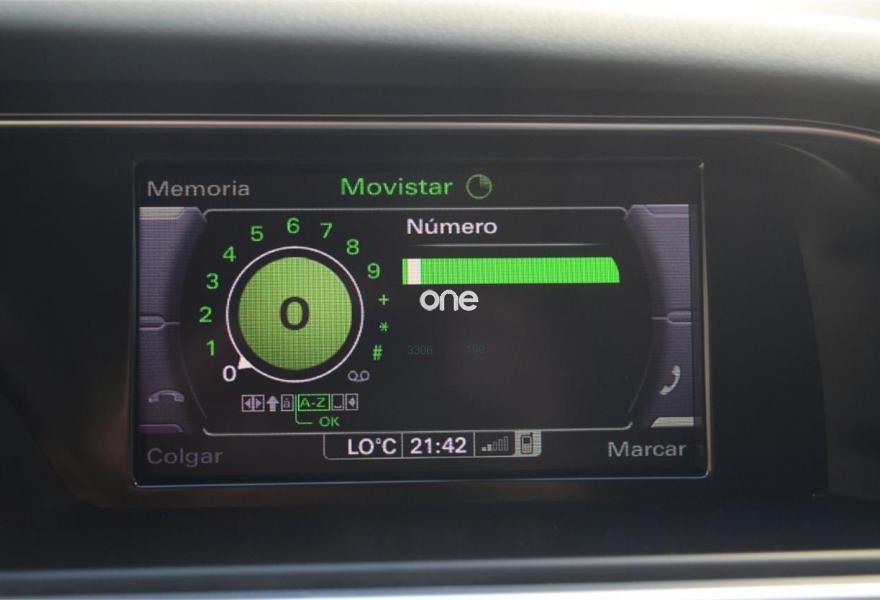 Memoria
Movistar
Número
0
0 1 2 3 4 5 6 7 8 9 + * #
one
3306 100
a A-Z
OK
LO°C 21:42
Colgar
Marcar